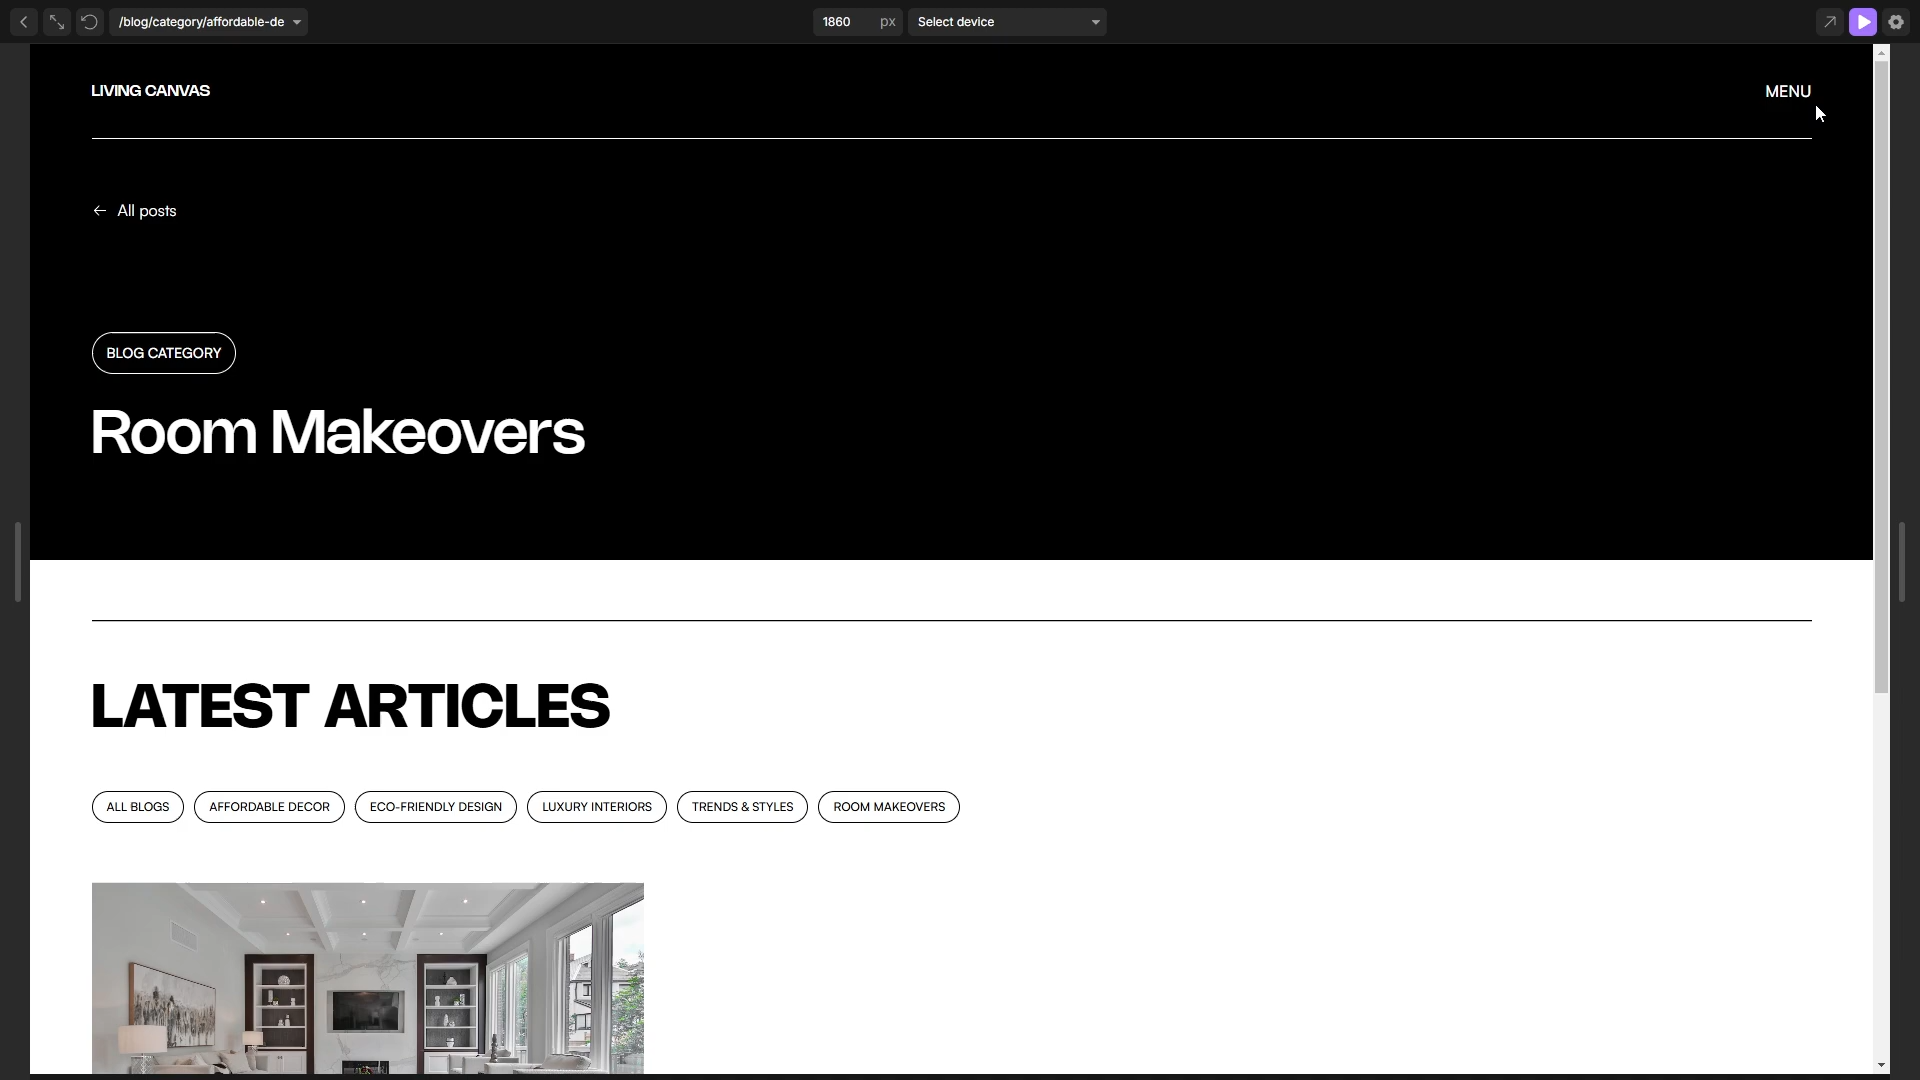 /blog/category/affordable-de
1860 px
Select device
LIVING CANVAS
MENU
← All posts
BLOG CATEGORY
Room Makeovers
LATEST ARTICLES
ALL BLOGS
AFFORDABLE DECOR
ECO-FRIENDLY DESIGN
LUXURY INTERIORS
TRENDS & STYLES
ROOM MAKEOVERS